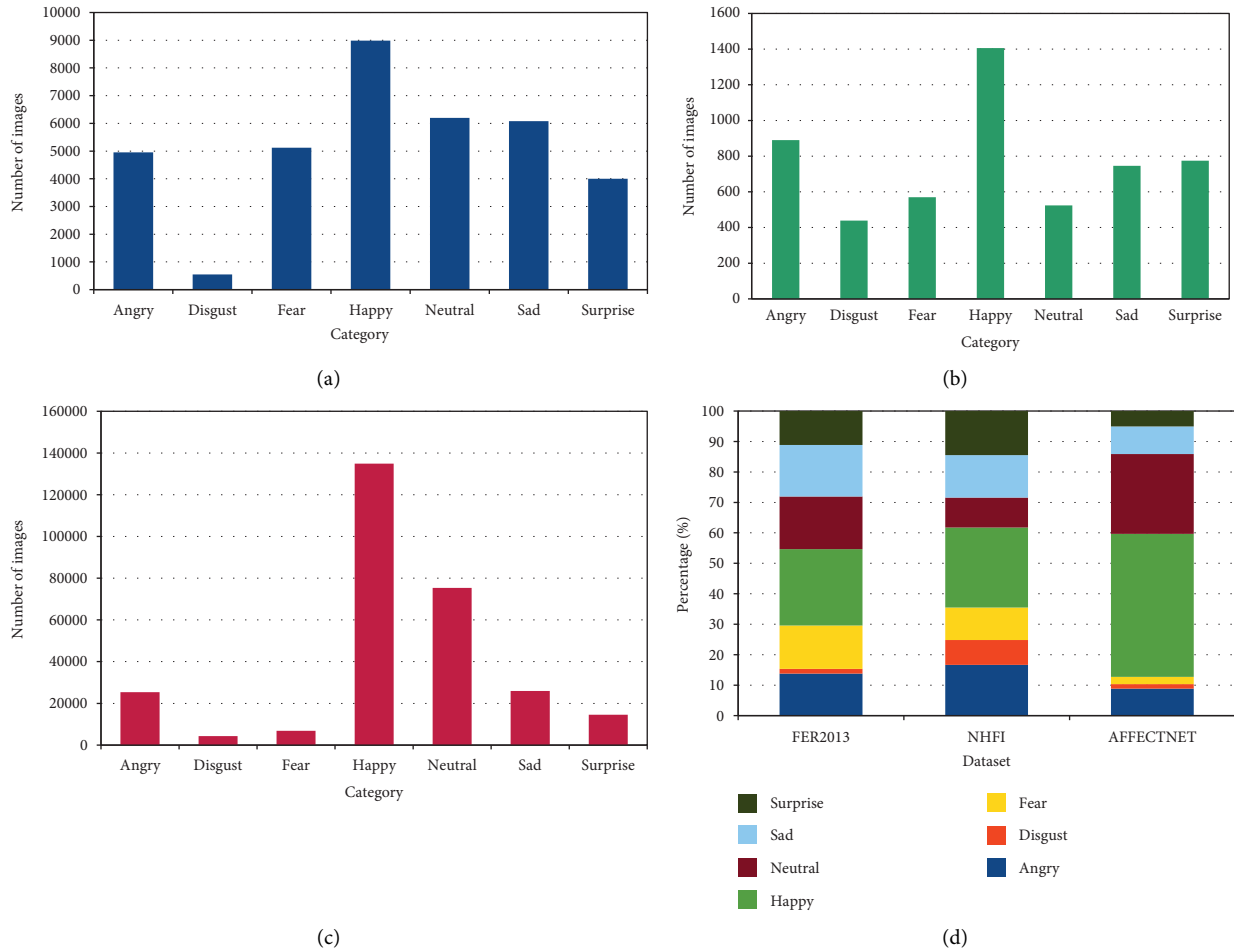 10000
9000
8000
7000
6000
5000
4000
3000
2000
1000
0
Number of images
Angry Disgust Fear Happy Neutral Sad Surprise
Category
(a)
1600
1400
1200
1000
800
600
400
200
0
Number of images
Angry Disgust Fear Happy Neutral Sad Surprise
Category
(b)
160000
140000
120000
100000
80000
60000
40000
20000
0
Number of images
Angry Disgust Fear Happy Neutral Sad Surprise
Category
(c)
100
90
80
70
60
50
40
30
20
10
0
Percentage (%)
FER2013 NHFI AFFECTNET
Dataset
Surprise
Sad
Neutral
Happy
Fear
Disgust
Angry
(d)